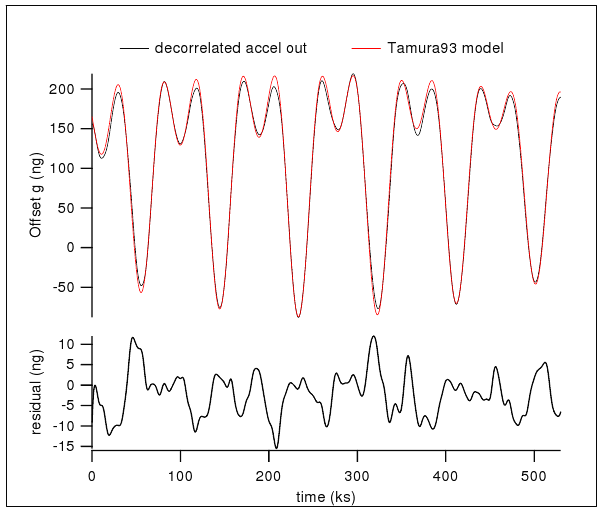 decorrelated accel out
Tamura93 model
Offset g (ng)
200
150
100
50
0
-50
residual (ng)
10
5
0
-5
-10
-15
0 100 200 300 400 500
time (ks)